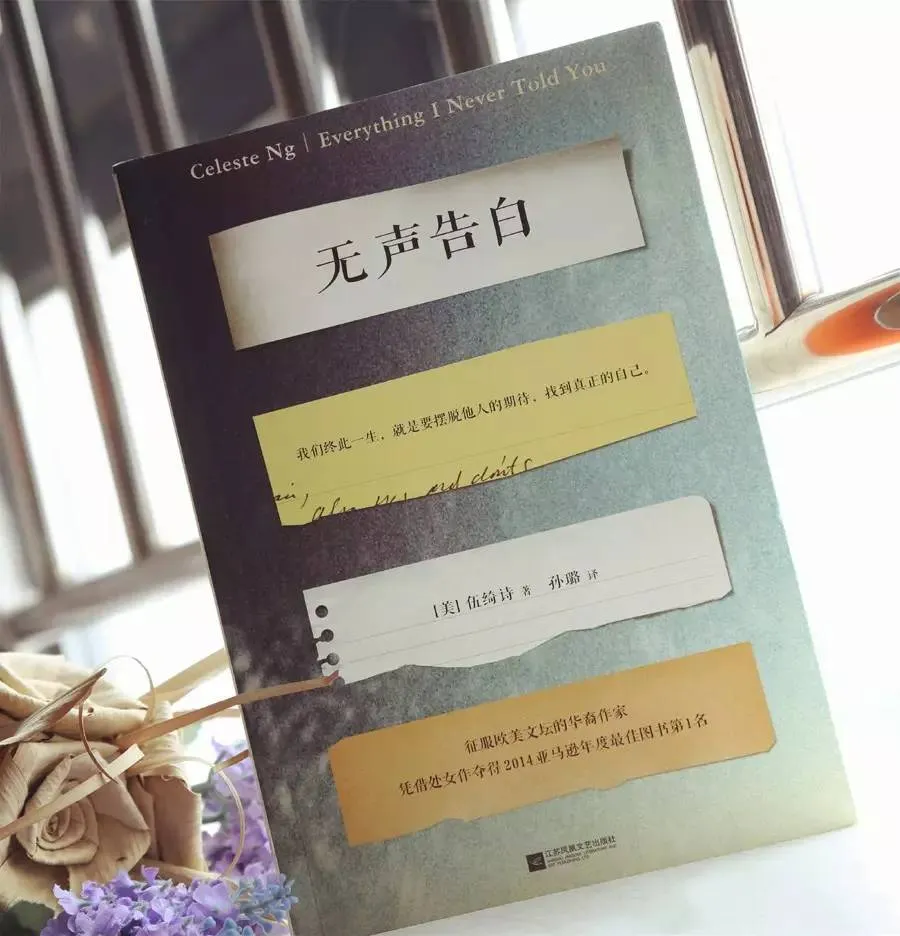 Celeste Ng | Everything I Never Told You
无声告白
我们终此一生，就是要摆脱他人的期待，找到真正的自己。
and don'ts
[美] 伍绮诗 著 孙璐 译
征服欧美文坛的华裔作家
凭借处女作夺得2014亚马逊年度最佳图书第1名
江苏凤凰文艺出版社